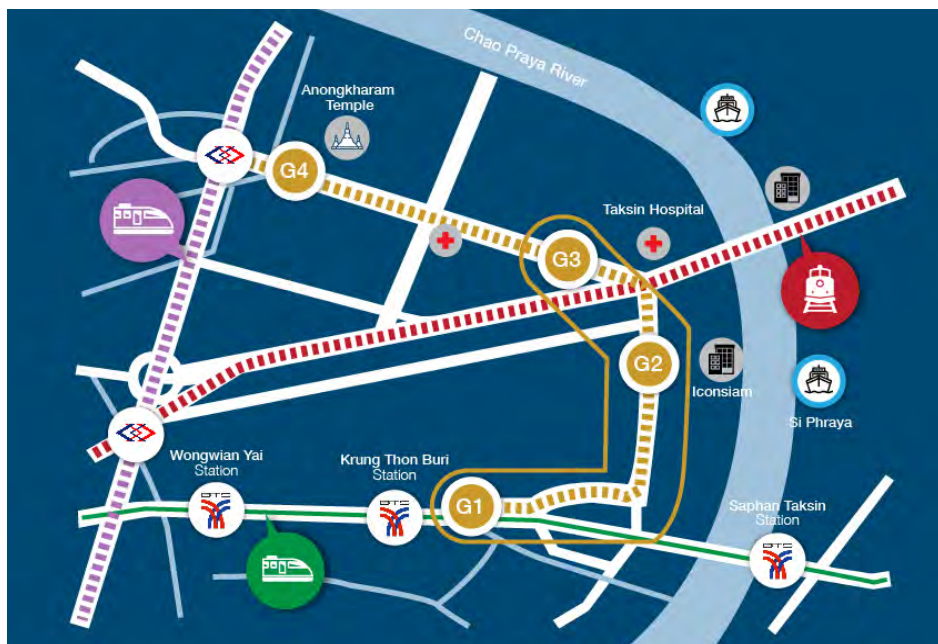 Chao Praya River
Anongkharam
Temple
G4
Taksin Hospital
G3
G2
Iconsiam
Si Phraya
Wongwian Yai
Station
Krung Thon Buri
Station
G1
Saphan Taksin
Station